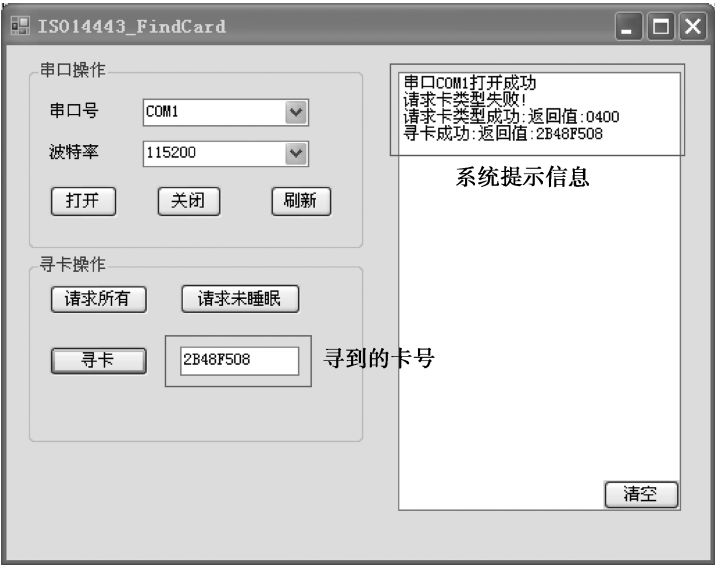 ISO14443_FindCard
串口操作
串口号
COM1
波特率
115200
打开
关闭
刷新
寻卡操作
请求所有
请求未睡眠
寻卡
2B48F508
寻到的卡号
串口COM1打开成功
请求卡类型失败!
请求卡类型成功:返回值:0400
寻卡成功:返回值:2B48F508
系统提示信息
清空